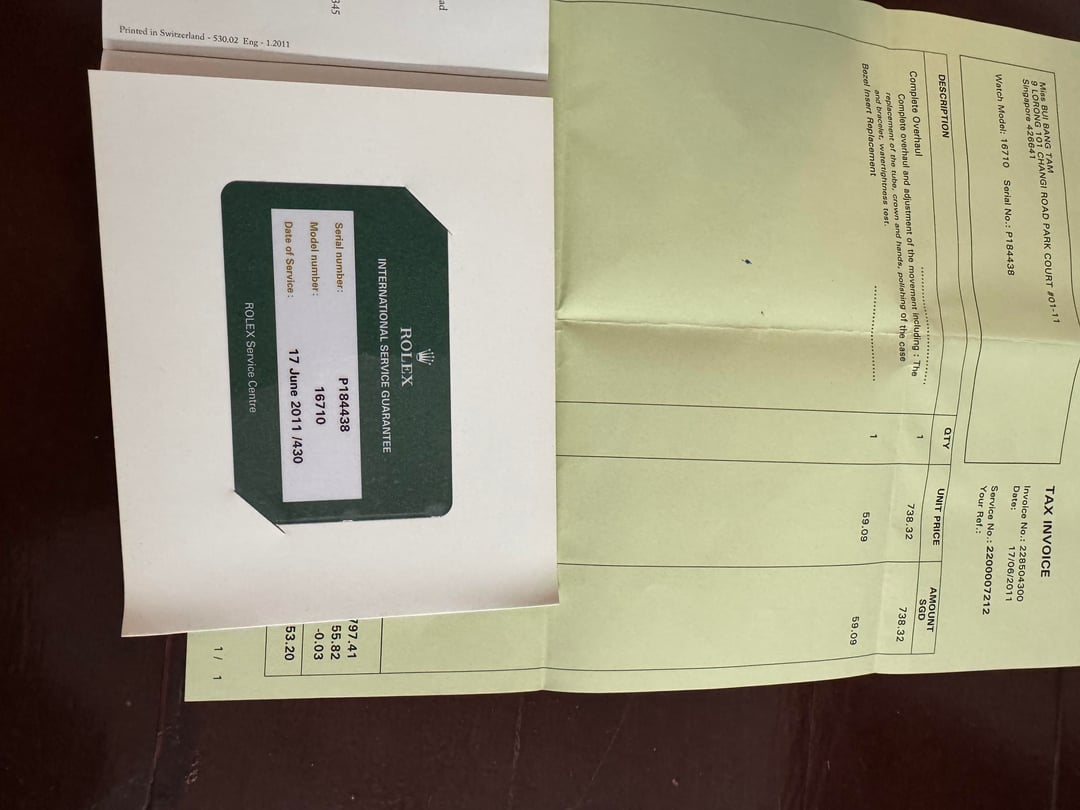 345
ad
Printed in Switzerland - 530.02 Eng - 1.2011
ROLEX
INTERNATIONAL SERVICE GUARANTEE
Serial number: P184438
Model number: 16710
Date of Service: 17 June 2011 /430
ROLEX Service Centre
Miss BUI BANG TAM
9 LORONG 101 CHANGI ROAD PARK COURT #01-11
Singapore 426641
Watch Model: 16710 Serial No.: P184438
TAX INVOICE
Invoice No.: 228504300
Date: 17/06/2011
Service No.: 2200007212
Your Ref.:
DESCRIPTION QTY UNIT PRICE AMOUNT SGD
Complete Overhaul 1 738.32 738.32
Complete overhaul and adjustment of the movement including : The
replacement of the tube, crown and hands, polishing of the case
and bracelet, watertightness test.
Bezel Insert Replacement 1 59.09 59.09
797.41
55.82
-0.03
53.20
1 / 1